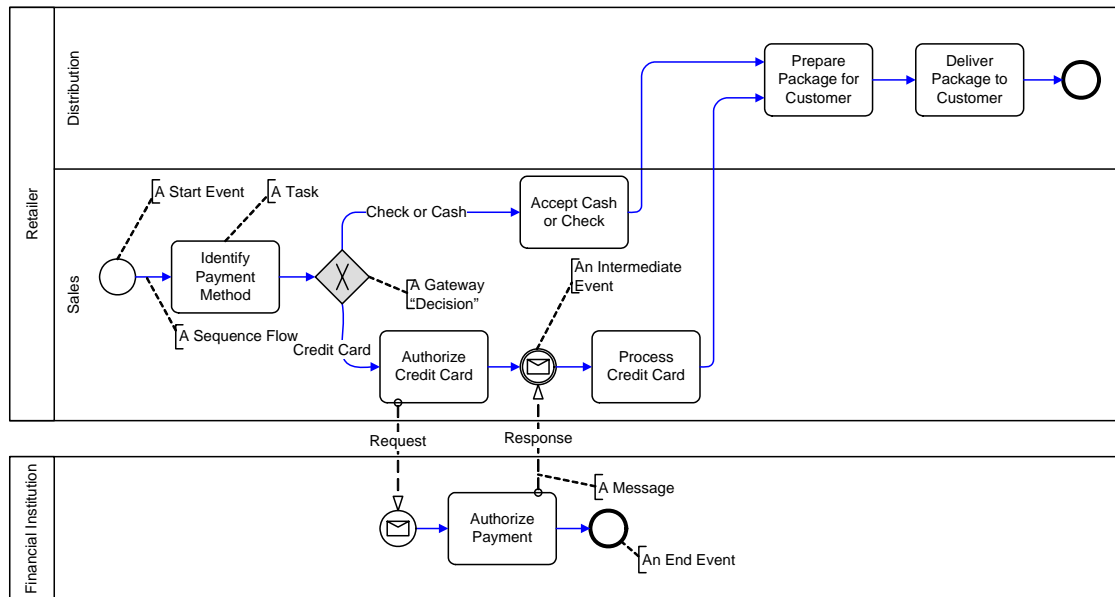 Retailer
Distribution
Prepare
Package for
Customer
Deliver
Package to
Customer
Sales
A Start Event
A Task
Check or Cash
Accept Cash
or Check
Identify
Payment
Method
A Gateway
“Decision”
An Intermediate
Event
A Sequence Flow
Credit Card
Authorize
Credit Card
Process
Credit Card
Request
Response
Financial Institution
A Message
Authorize
Payment
An End Event